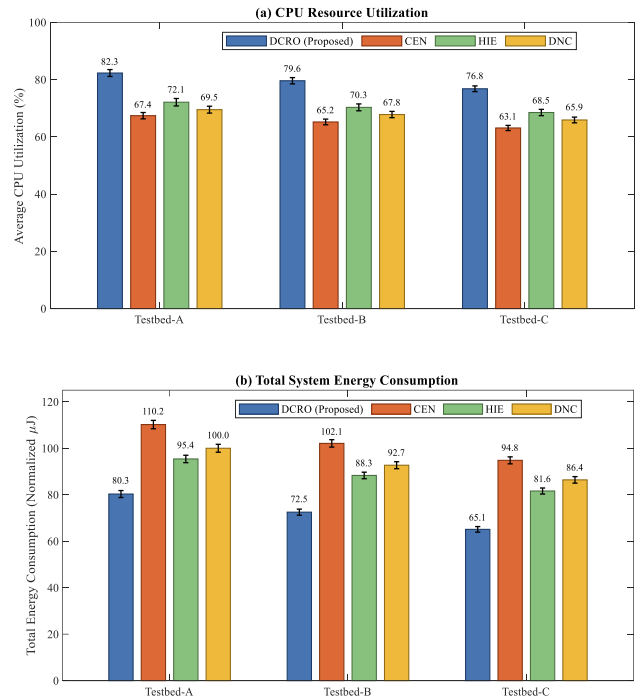 (a) CPU Resource Utilization
Average CPU Utilization (%)
100
80
60
40
20
0
DCRO (Proposed) CEN HIE DNC
82.3 67.4 72.1 69.5
79.6 65.2 70.3 67.8
76.8 63.1 68.5 65.9
Testbed-A Testbed-B Testbed-C
(b) Total System Energy Consumption
Total Energy Consumption (Normalized μJ)
120
100
80
60
40
20
0
DCRO (Proposed) CEN HIE DNC
80.3 110.2 95.4 100.0
72.5 102.1 88.3 92.7
65.1 94.8 81.6 86.4
Testbed-A Testbed-B Testbed-C